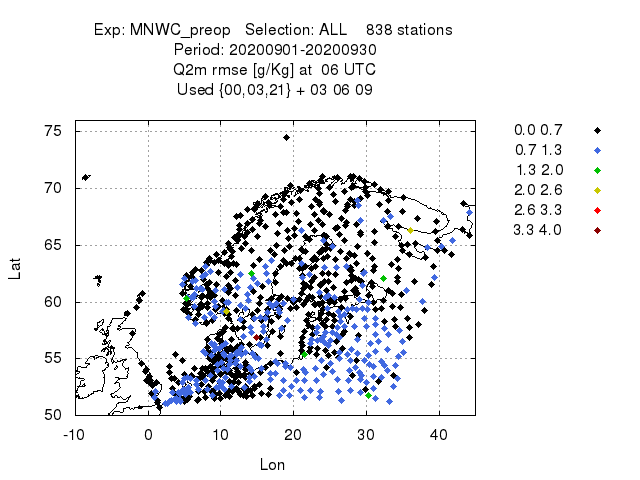 Exp: MNWC_preop   Selection: ALL    838 stations
Period: 20200901-20200930
Q2m rmse [g/Kg] at  06 UTC
Used {00,03,21} + 03 06 09
0.0 0.7
0.7 1.3
1.3 2.0
2.0 2.6
2.6 3.3
3.3 4.0
75
70
65
60
55
50
Lat
-10 0 10 20 30 40
Lon